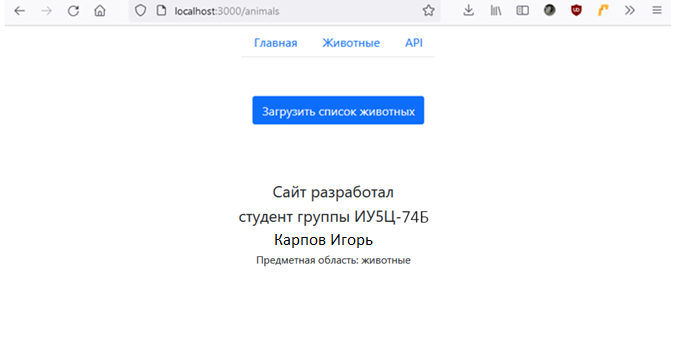 localhost:3000/animals
Главная Животные API
Загрузить список животных
Сайт разработал
студент группы ИУ5Ц-74Б
Карпов Игорь
Предметная область: животные